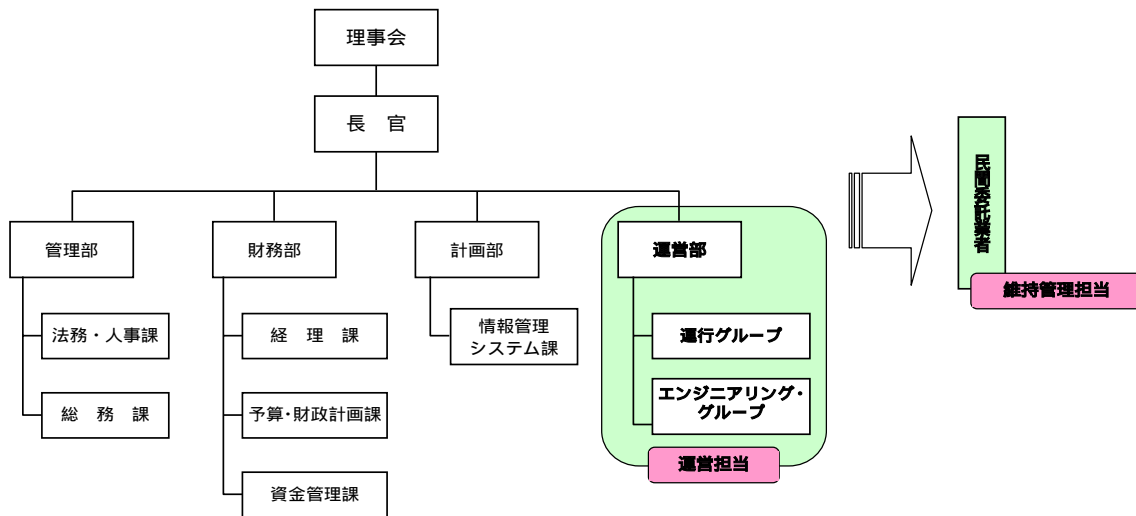 理事会
長　官
管理部
財務部
計画部
運営部
法務・人事課
総　務　課
経　理　課
予算・財政計画課
資金管理課
情報管理
システム課
運行グループ
エンジニアリング・
グループ
運営担当
民間委託業者
維持管理担当